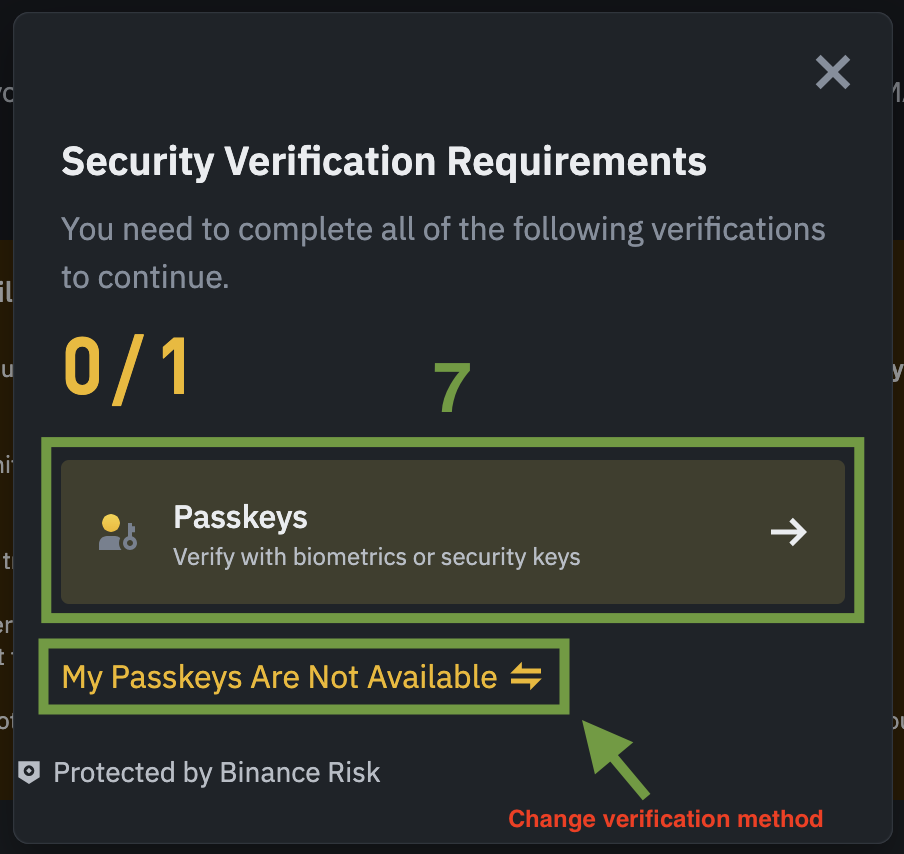 Security Verification Requirements
You need to complete all of the following verifications
to continue.
0/1
7
Passkeys
Verify with biometrics or security keys
My Passkeys Are Not Available
Protected by Binance Risk
Change verification method